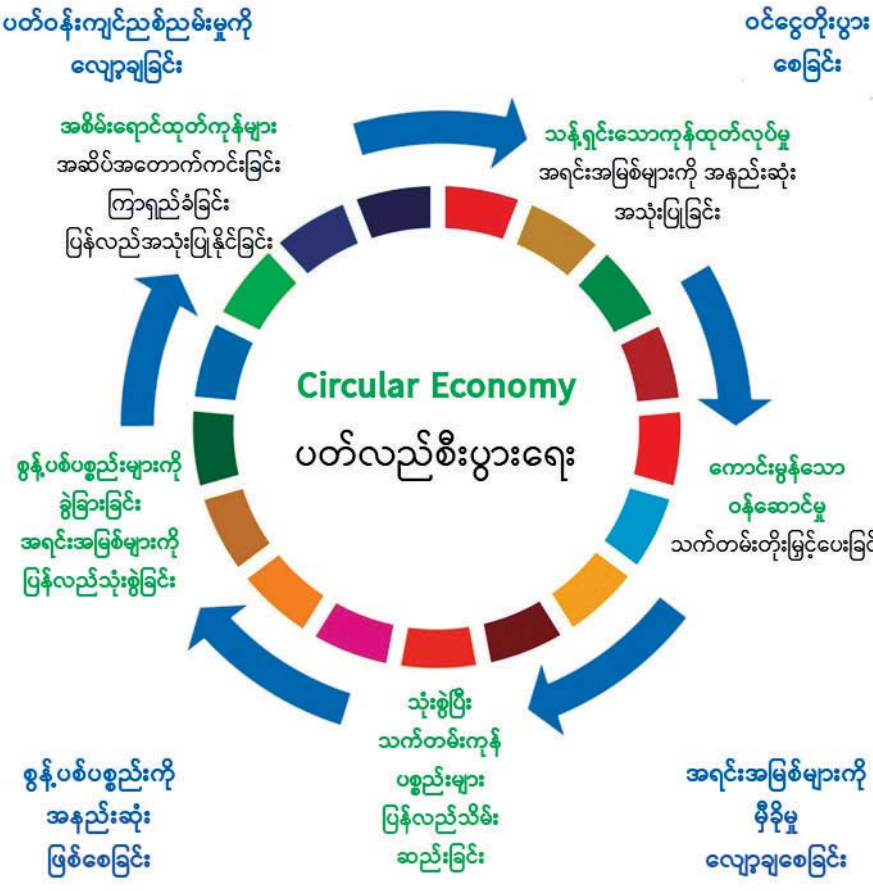 ပတ်ဝန်းကျင်ညစ်ညမ်းမှုကို
လျော့ချခြင်း
ဝင်ငွေတိုးပွား
စေခြင်း
အစိမ်းရောင်ထုတ်ကုန်များ
အဆိပ်အတောက်ကင်းခြင်း
ကြာရှည်ခံခြင်း
ပြန်လည်အသုံးပြုနိုင်ခြင်း
သန့်ရှင်းသောကုန်ထုတ်လုပ်မှု
အရင်းအမြစ်များကို အနည်းဆုံး
အသုံးပြုခြင်း
Circular Economy
ပတ်လည်စီးပွားရေး
ကောင်းမွန်သော
ဝန်ဆောင်မှု
သက်တမ်းတိုးမြှင့်ပေးခြင်
သုံးစွဲပြီး
သက်တမ်းကုန်
ပစ္စည်းများ
ပြန်လည်သိမ်း
ဆည်းခြင်း
စွန့်ပစ်ပစ္စည်းများကို
ခွဲခြားခြင်း
အရင်းအမြစ်များကို
ပြန်လည်သုံးစွဲခြင်း
စွန့်ပစ်ပစ္စည်းကို
အနည်းဆုံး
ဖြစ်စေခြင်း
အရင်းအမြစ်များကို
မှီခိုမှု
လျော့ချစေခြင်း